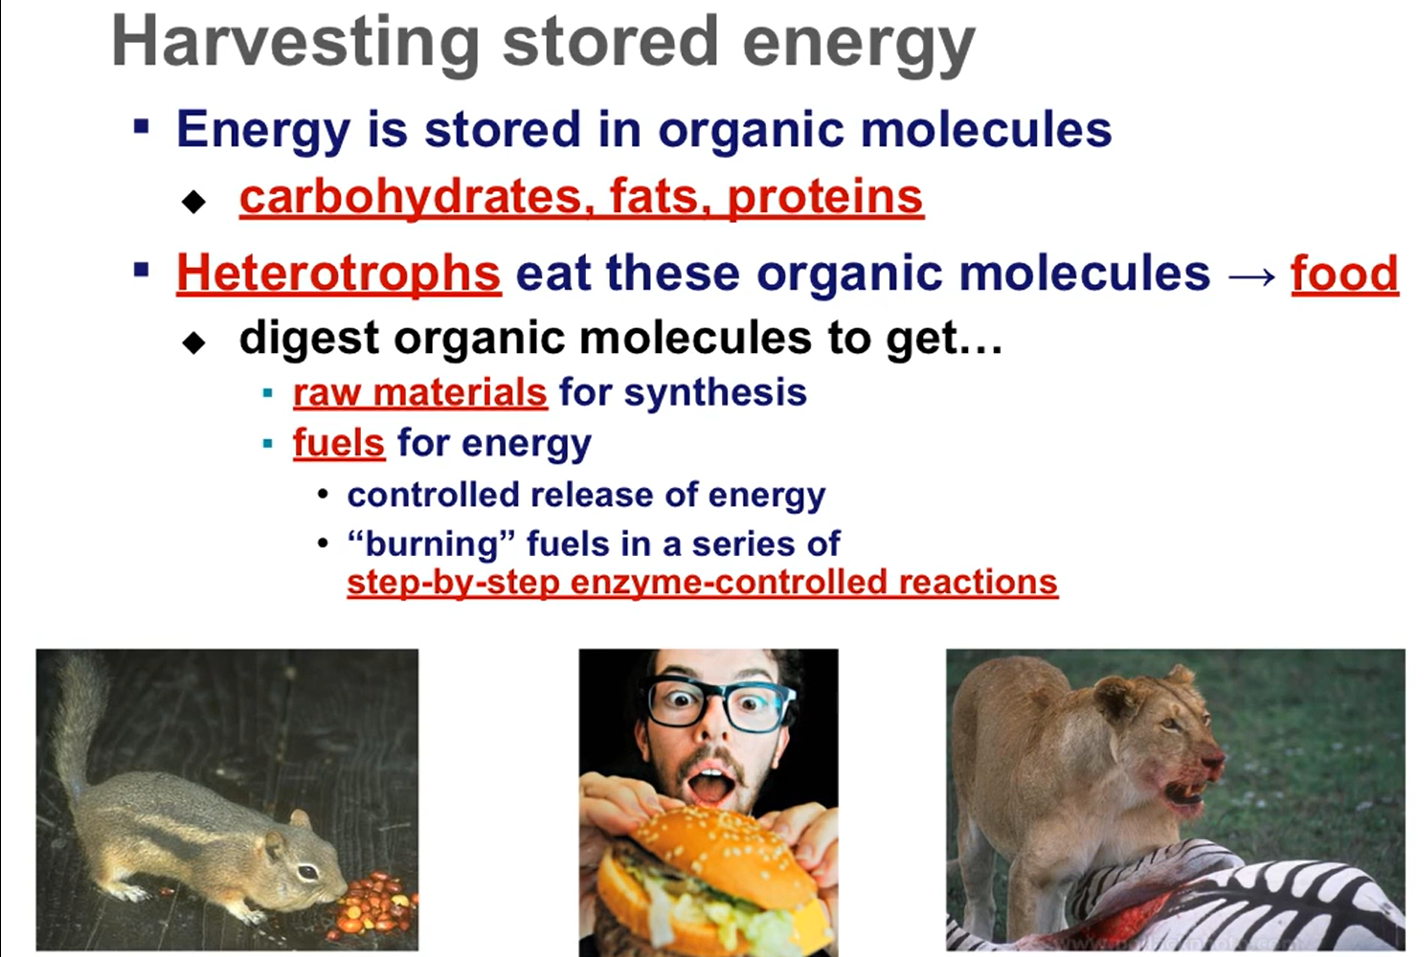 Harvesting stored energy
▪ Energy is stored in organic molecules
◆ carbohydrates, fats, proteins
▪ Heterotrophs eat these organic molecules → food
◆ digest organic molecules to get…
▪ raw materials for synthesis
▪ fuels for energy
• controlled release of energy
• “burning” fuels in a series of
step-by-step enzyme-controlled reactions